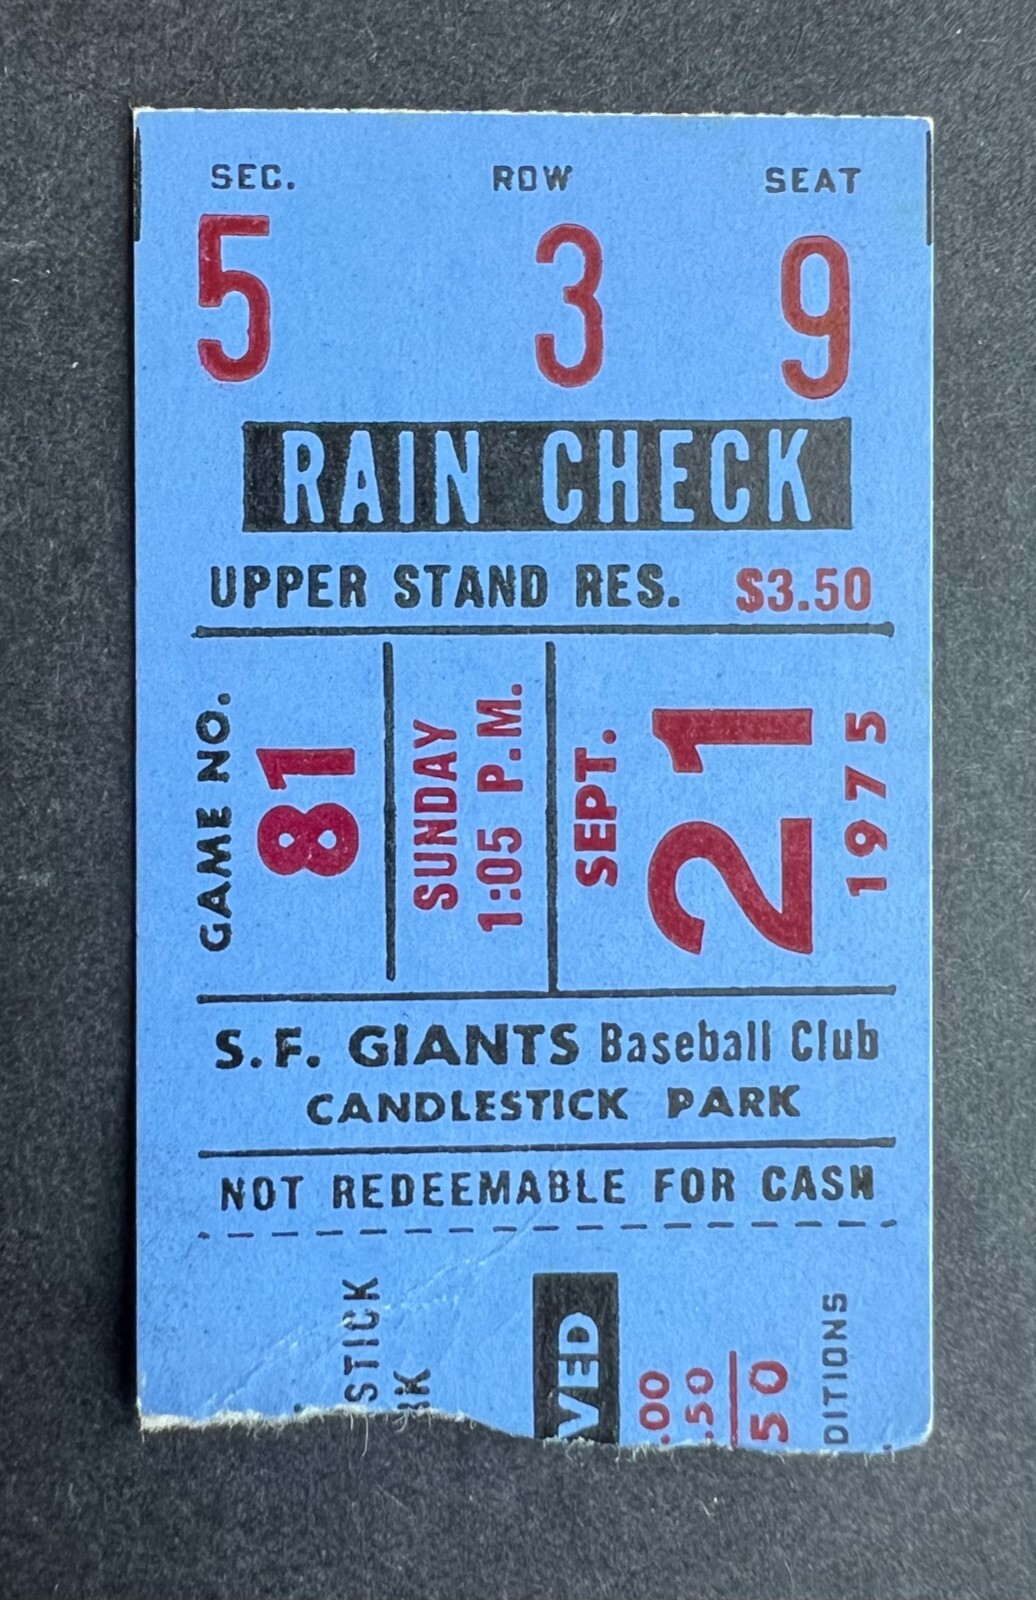 SEC. ROW SEAT
5 3 9
RAIN CHECK
UPPER STAND RES. $3.50
GAME NO.
81
SUNDAY
1:05 P.M.
SEPT.
21
1975
S.F. GIANTS Baseball Club
CANDLESTICK PARK
NOT REDEEMABLE FOR CASH
STICK
RK
VED
.00
.50
50
DITIONS